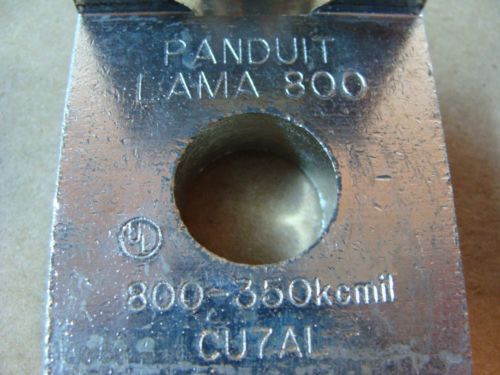 PANDUIT
LAMA 800
UL
800-350kcmil
CU7AL